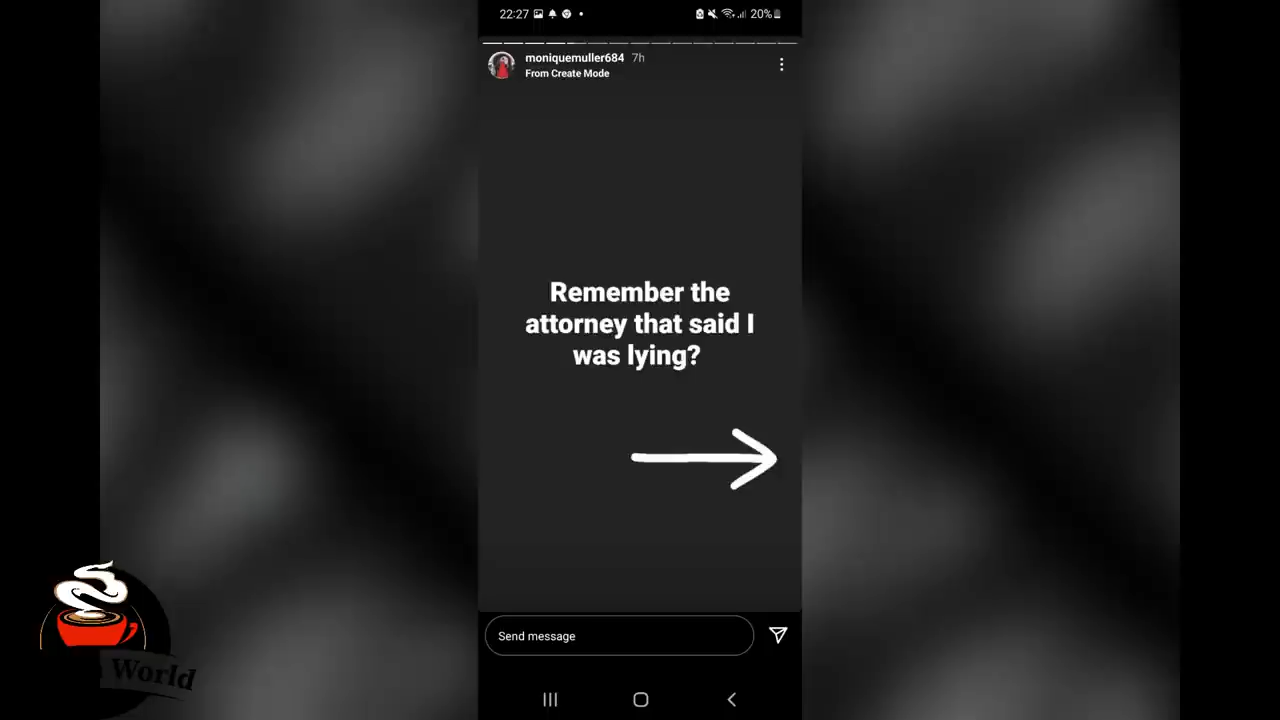 22:27
20%
moniquemuller684 7h
From Create Mode
Remember the
attorney that said I
was lying?
Send message
World